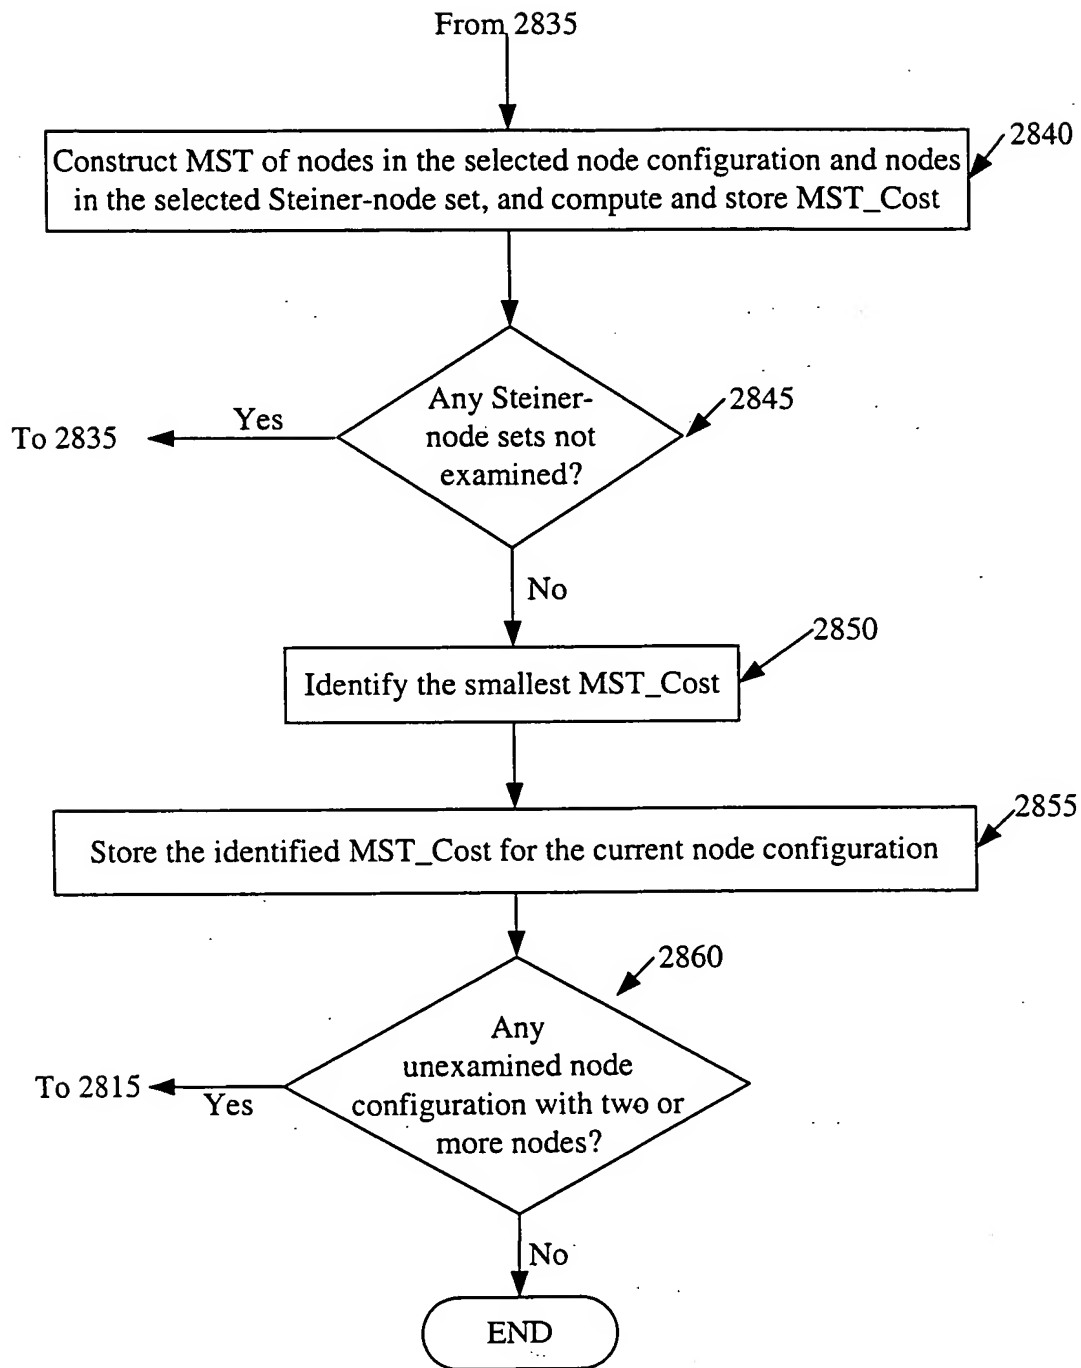 From 2835
2840
Construct MST of nodes in the selected node configuration and nodes
in the selected Steiner-node set, and compute and store MST_Cost
Any Steiner-
node sets not
examined?
2845
Yes
To 2835
No
2850
Identify the smallest MST_Cost
2855
Store the identified MST_Cost for the current node configuration
2860
Any
unexamined node
configuration with two or
more nodes?
To 2815
Yes
No
END